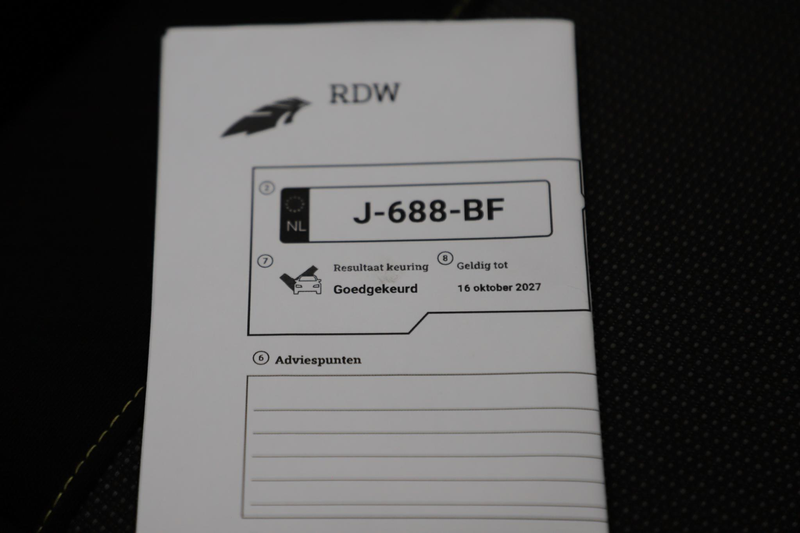 RDW
2
NL
J-688-BF
7
Resultaat keuring
Goedgekeurd
8
Geldig tot
16 oktober 2027
6 Adviespunten